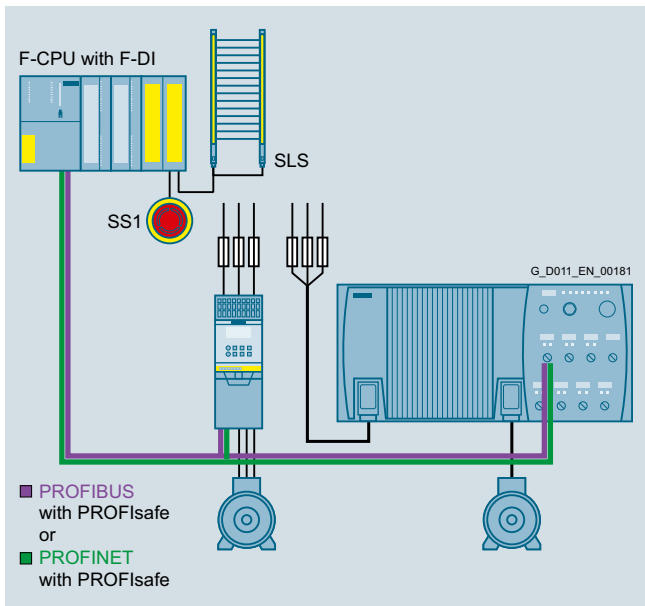 F-CPU with F-DI
SLS
SS1
G_D011_EN_00181
PROFIBUS
with PROFIsafe
or
PROFINET
with PROFIsafe